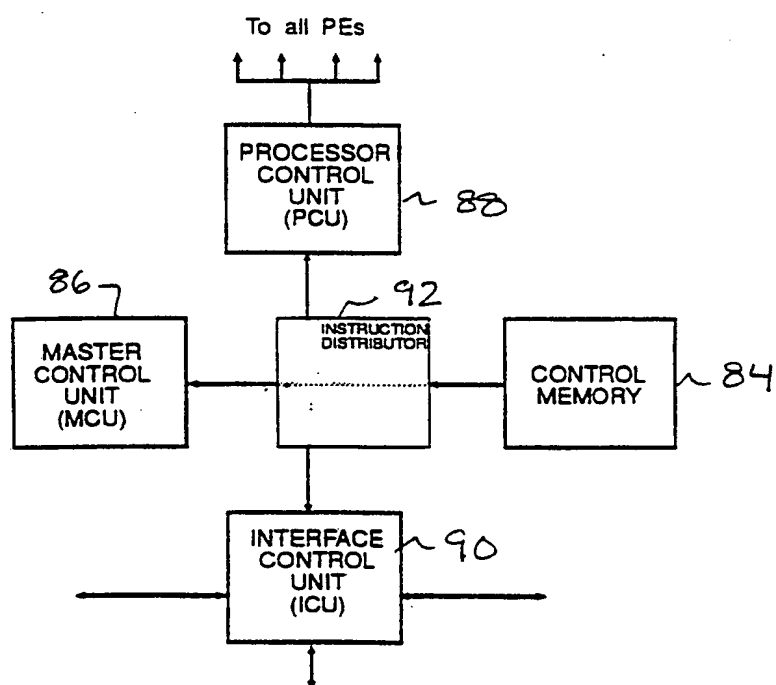 To all PEs
PROCESSOR
CONTROL
UNIT
(PCU)
88
86
92
INSTRUCTION
DISTRIBUTOR
MASTER
CONTROL
UNIT
(MCU)
CONTROL
MEMORY
84
INTERFACE
CONTROL
UNIT
(ICU)
90